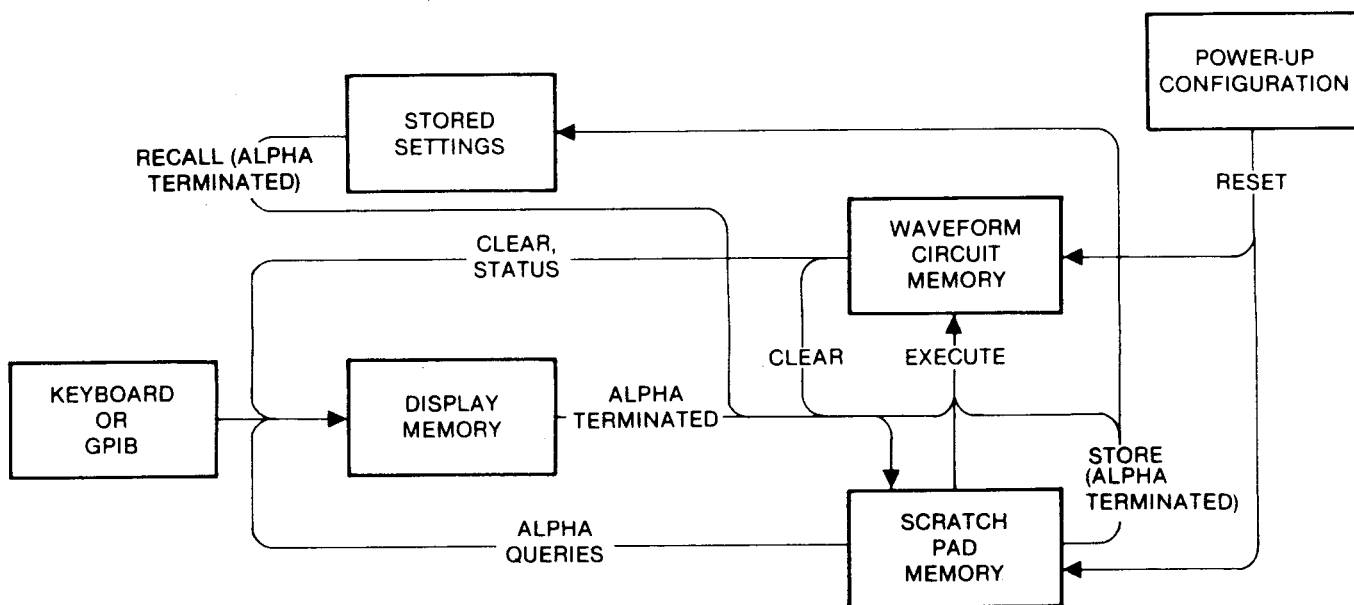 POWER-UP
CONFIGURATION
STORED
SETTINGS
RECALL (ALPHA
TERMINATED)
RESET
WAVEFORM
CIRCUIT
MEMORY
CLEAR,
STATUS
CLEAR
EXECUTE
KEYBOARD
OR
GPIB
DISPLAY
MEMORY
ALPHA
TERMINATED
STORE
(ALPHA
TERMINATED)
SCRATCH
PAD
MEMORY
ALPHA
QUERIES